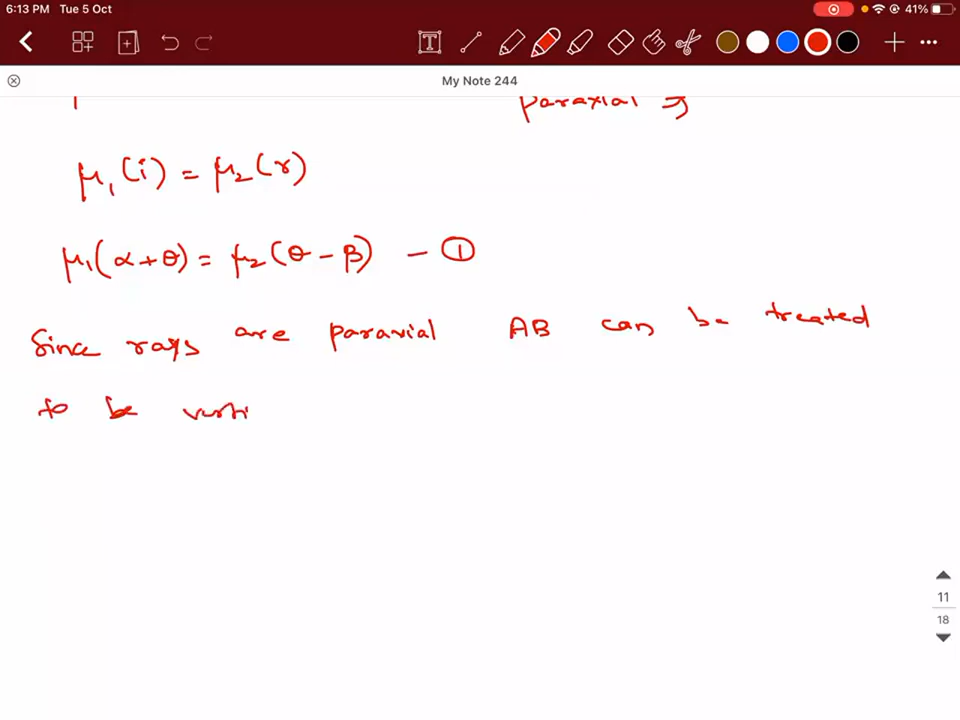 6:13 PM Tue 5 Oct 41%
My Note 244
paraxial ⇒
μ₁(i) = μ₂(r)
μ₁(α+θ) = μ₂(θ-β) - ①
Since rays are paraxial AB can be treated
to be verti
11
18